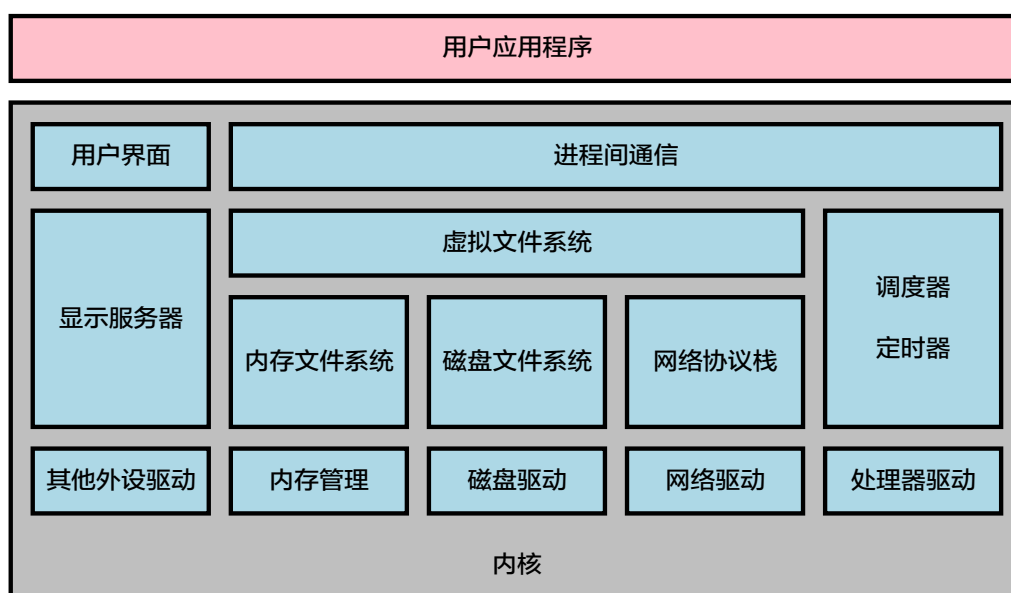 用户应用程序
用户界面
进程间通信
虚拟文件系统
显示服务器
内存文件系统
磁盘文件系统
网络协议栈
调度器
定时器
其他外设驱动
内存管理
磁盘驱动
网络驱动
处理器驱动
内核